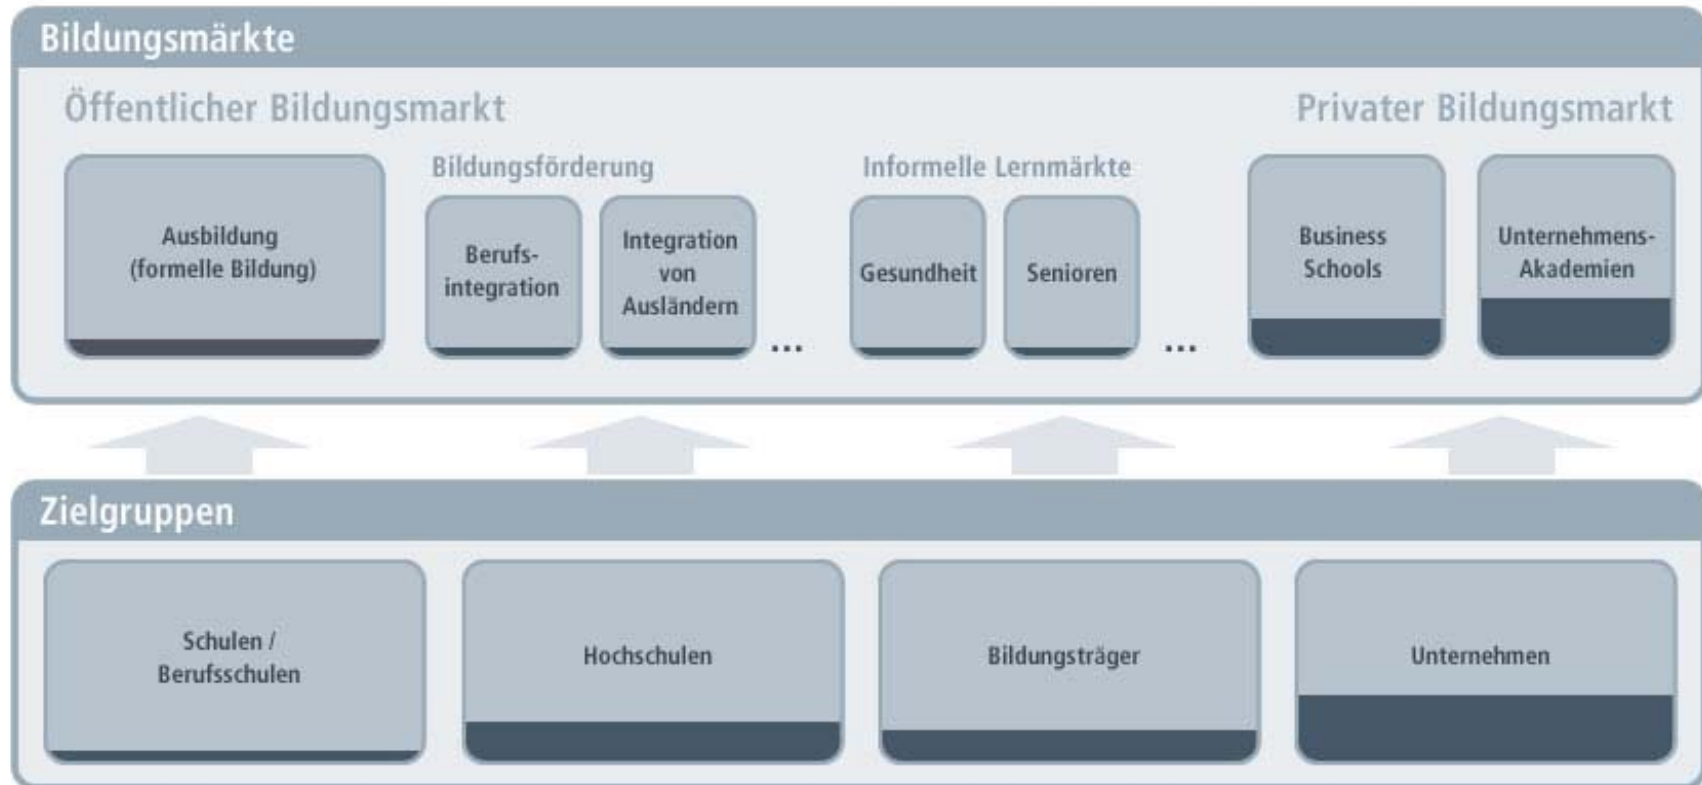 Bildungsmärkte
Öffentlicher Bildungsmarkt
Privater Bildungsmarkt
Ausbildung
(formelle Bildung)
Bildungsförderung
Berufs-
integration
Integration
von
Ausländern
...
Informelle Lernmärkte
Gesundheit
Senioren
...
Business
Schools
Unternehmens-
Akademien
Zielgruppen
Schulen /
Berufsschulen
Hochschulen
Bildungsträger
Unternehmen